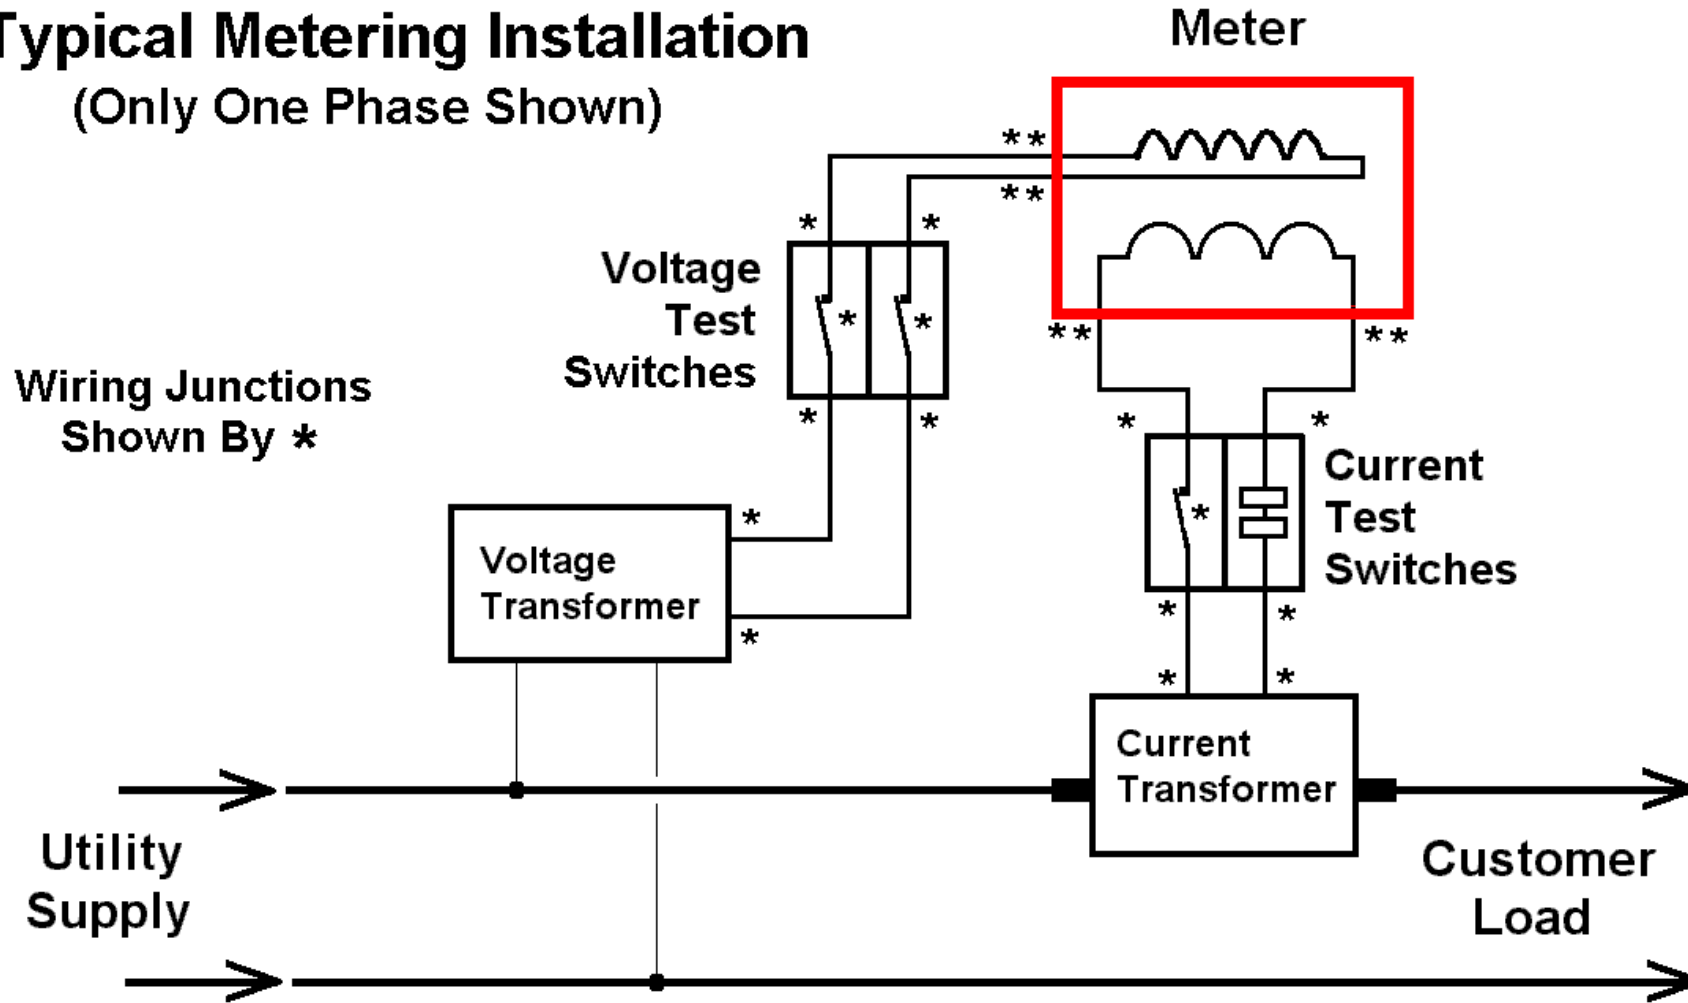 Typical Metering Installation
(Only One Phase Shown)
Meter
**
**
*
*
Voltage
Test
Switches
*
*
**
**
Wiring Junctions
Shown By *
*
*
*
*
Current
Test
Switches
*
*
*
Voltage
Transformer
*
*
*
*
*
Current
Transformer
Utility
Supply
Customer
Load